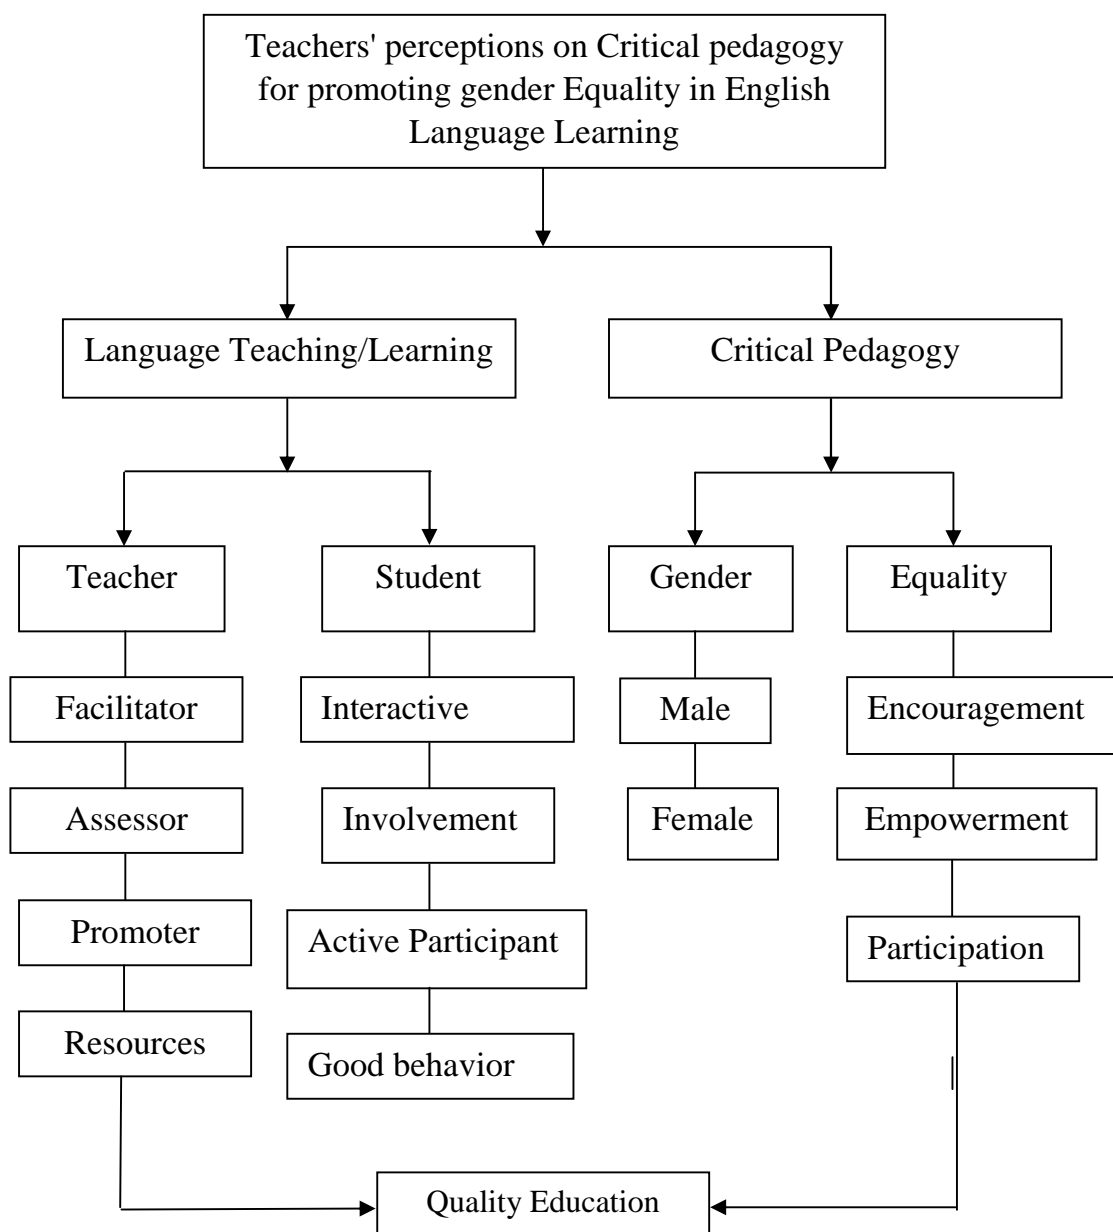 Teachers' perceptions on Critical pedagogy
for promoting gender Equality in English
Language Learning
Language Teaching/Learning
Critical Pedagogy
Teacher
Student
Gender
Equality
Facilitator
Interactive
Male
Encouragement
Assessor
Involvement
Female
Empowerment
Promoter
Active Participant
Participation
Resources
Good behavior
Quality Education